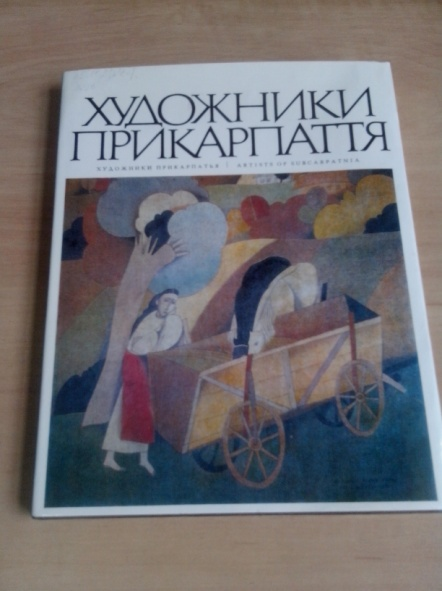 ХУДОЖНИКИ
ПРИКАРПАТТЯ
ХУДОЖНИКИ ПРИКАРПАТЬЯ | ARTISTS OF SUBCARPATHIA